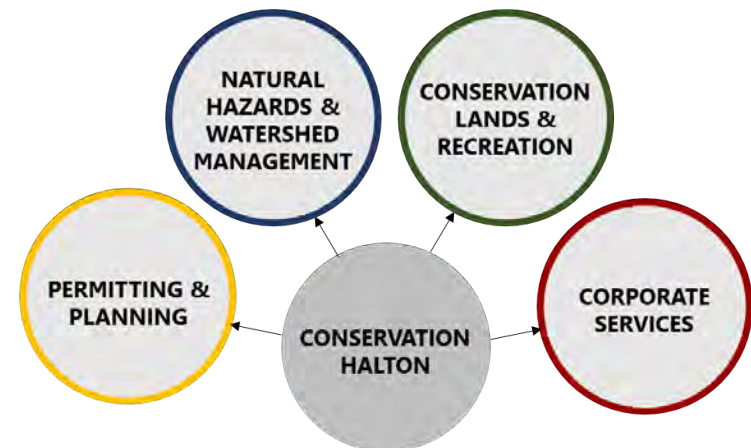 NATURAL
HAZARDS &
WATERSHED
MANAGEMENT
CONSERVATION
LANDS &
RECREATION
PERMITTING &
PLANNING
CONSERVATION
HALTON
CORPORATE
SERVICES